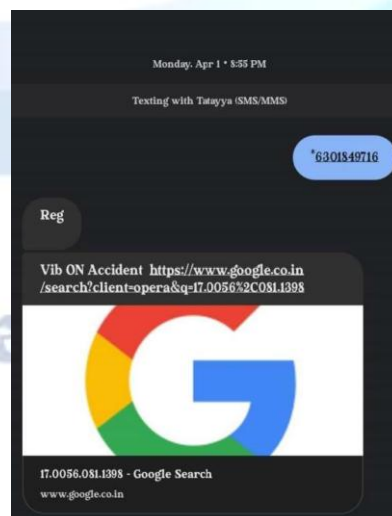 Monday, Apr 1 • 8:55 PM
Texting with Tatayya (SMS/MMS)
*6301849716
Reg
Vib ON Accident https://www.google.co.in
/search?client=opera&q=17.0056%2C081.1398
17.0056,081.1398 - Google Search
www.google.co.in